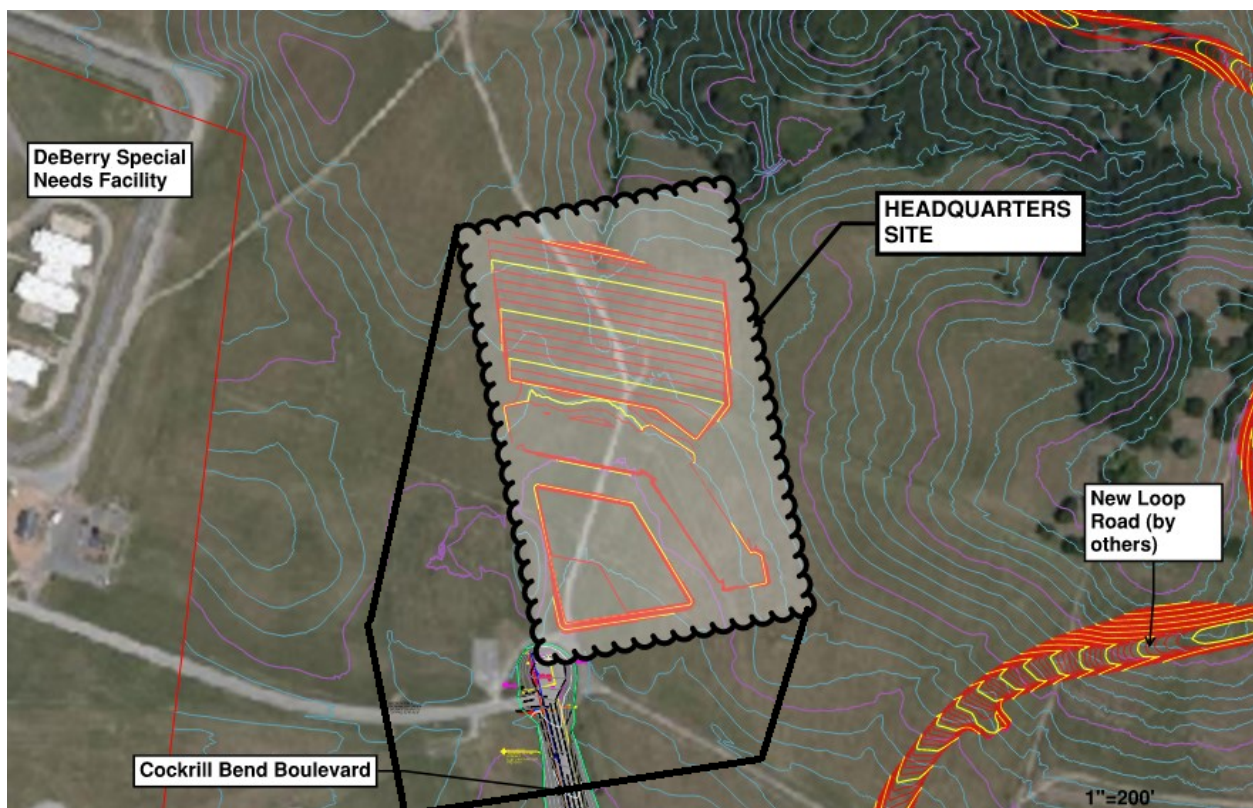 DeBerry Special
Needs Facility
HEADQUARTERS
SITE
New Loop
Road (by
others)
Cockrill Bend Boulevard
1"=200'